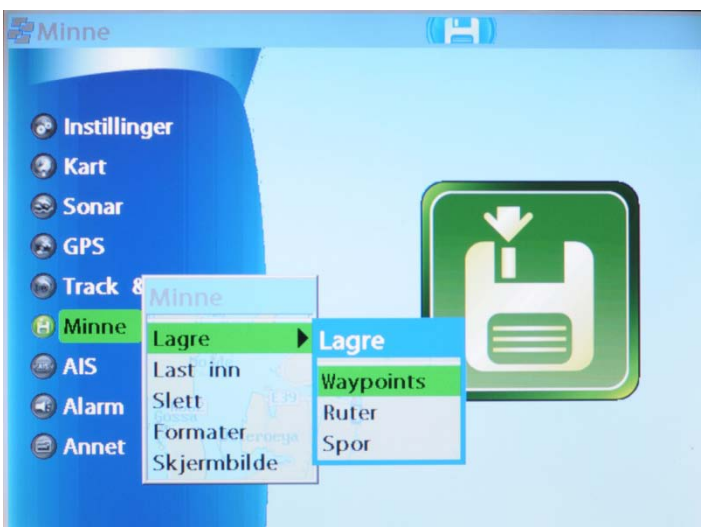 Minne
Instillinger
Kart
Sonar
GPS
Track &
Minne
AIS
Alarm
Annet
Minne
Lagre
Last inn
Slett
Formater
Skjermbilde
Lagre
Waypoints
Ruter
Spor
E39